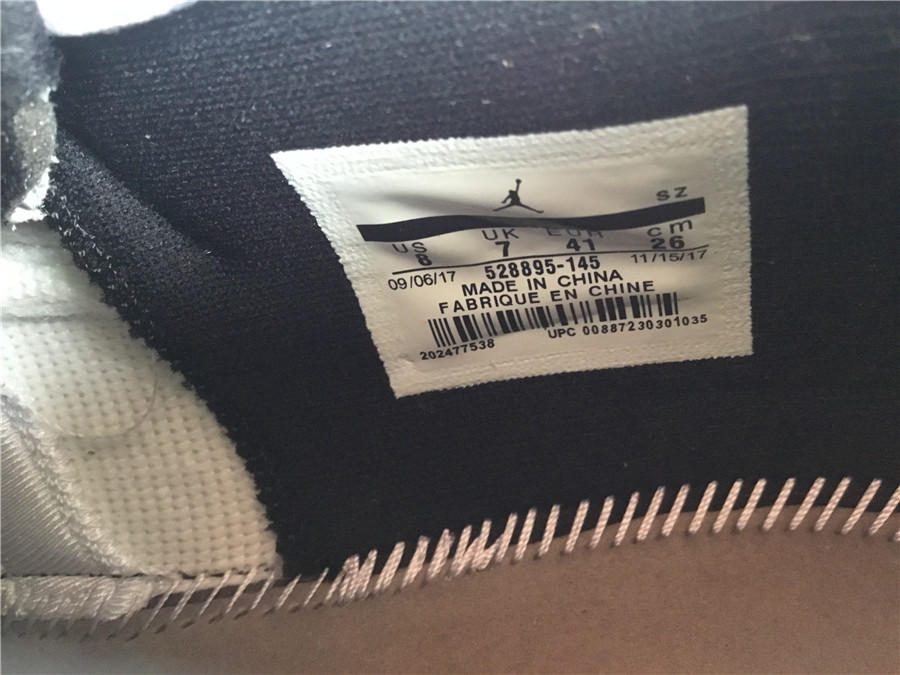 SZ
US UK EUR cm
8 7 41 26
09/06/17 528895-145 11/15/17
MADE IN CHINA
FABRIQUE EN CHINE
202477538 UPC 00887230301035